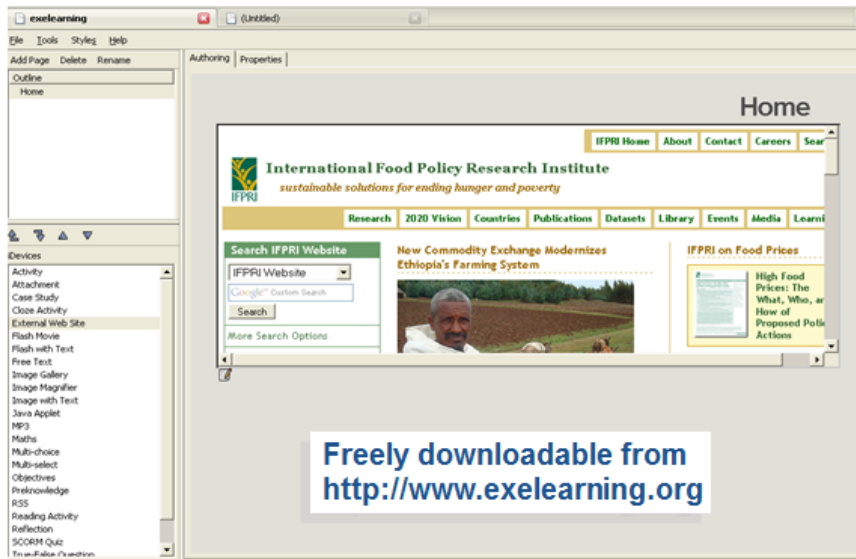 exelearning
(Untitled)
File Tools Styles Help
Add Page Delete Rename
Authoring Properties
Outline
Home
Home
IFPRI Home About Contact Careers Sear
International Food Policy Research Institute
IFPRI
sustainable solutions for ending hunger and poverty
Research 2020 Vision Countries Publications Datasets Library Events Media Learni
iDevices
Search IFPRI Website
New Commodity Exchange Modernizes
Ethiopia's Farming System
IFPRI on Food Prices
IFPRI Website
Google™ Custom Search
Search
More Search Options
High Food
Prices: The
What, Who, an
How of
Proposed Polic
Actions
Activity
Attachment
Case Study
Cloze Activity
External Web Site
Flash Movie
Flash with Text
Free Text
Image Gallery
Image Magnifier
Image with Text
Java Applet
MP3
Maths
Multi-choice
Multi-select
Objectives
Preknowledge
RSS
Reading Activity
Reflection
SCORM Quiz
True-False Question
Freely downloadable from
http://www.exelearning.org